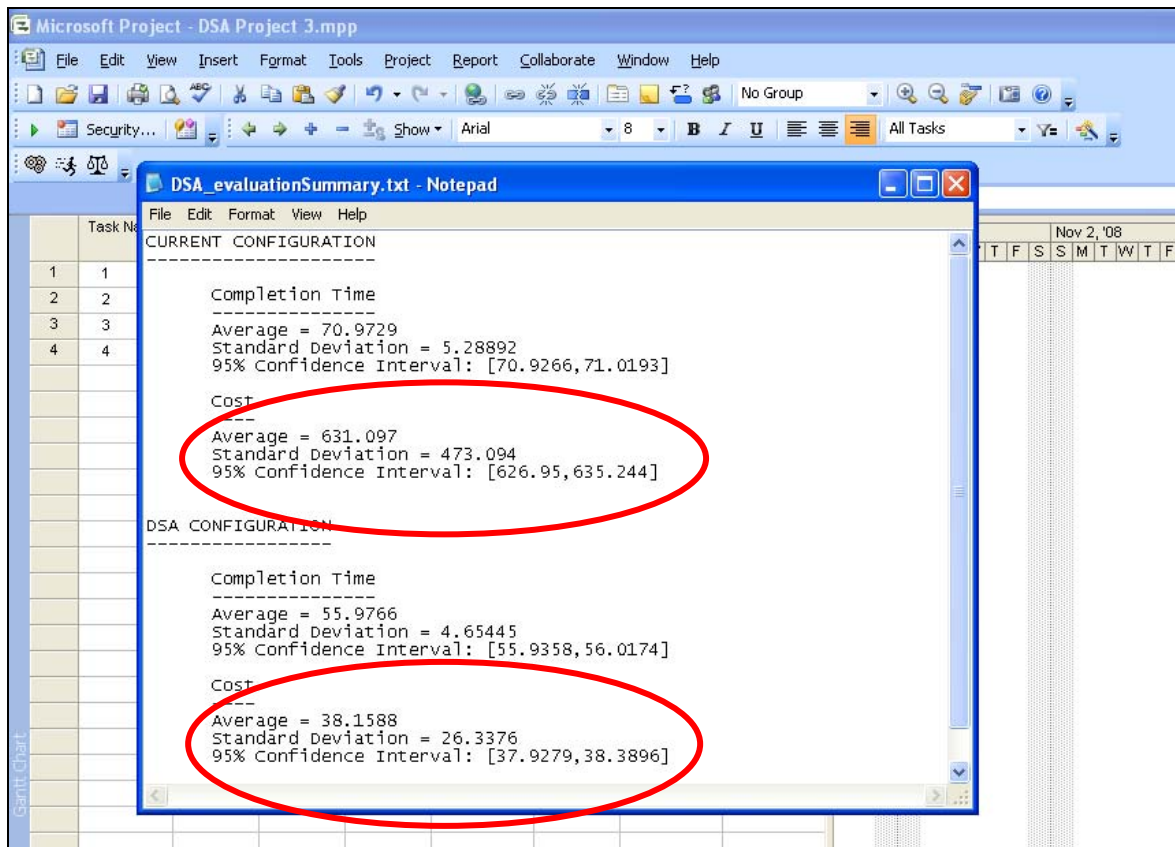 Microsoft Project - DSA Project 3.mpp
File Edit View Insert Format Tools Project Report Collaborate Window Help
ABC No Group
Security... Show Arial 8 B I U All Tasks
DSA_evaluationSummary.txt - Notepad
File Edit Format View Help
Task Na
Nov 2, '08
T F S S M T W T F
1 1
2 2
3 3
4 4
CURRENT CONFIGURATION
---------------------
Completion Time
---------------
Average = 70.9729
Standard Deviation = 5.28892
95% Confidence Interval: [70.9266,71.0193]
Cost
----
Average = 631.097
Standard Deviation = 473.094
95% Confidence Interval: [626.95,635.244]
DSA CONFIGURATION
-----------------
Completion Time
---------------
Average = 55.9766
Standard Deviation = 4.65445
95% Confidence Interval: [55.9358,56.0174]
Cost
----
Average = 38.1588
Standard Deviation = 26.3376
95% Confidence Interval: [37.9279,38.3896]
Gantt Chart